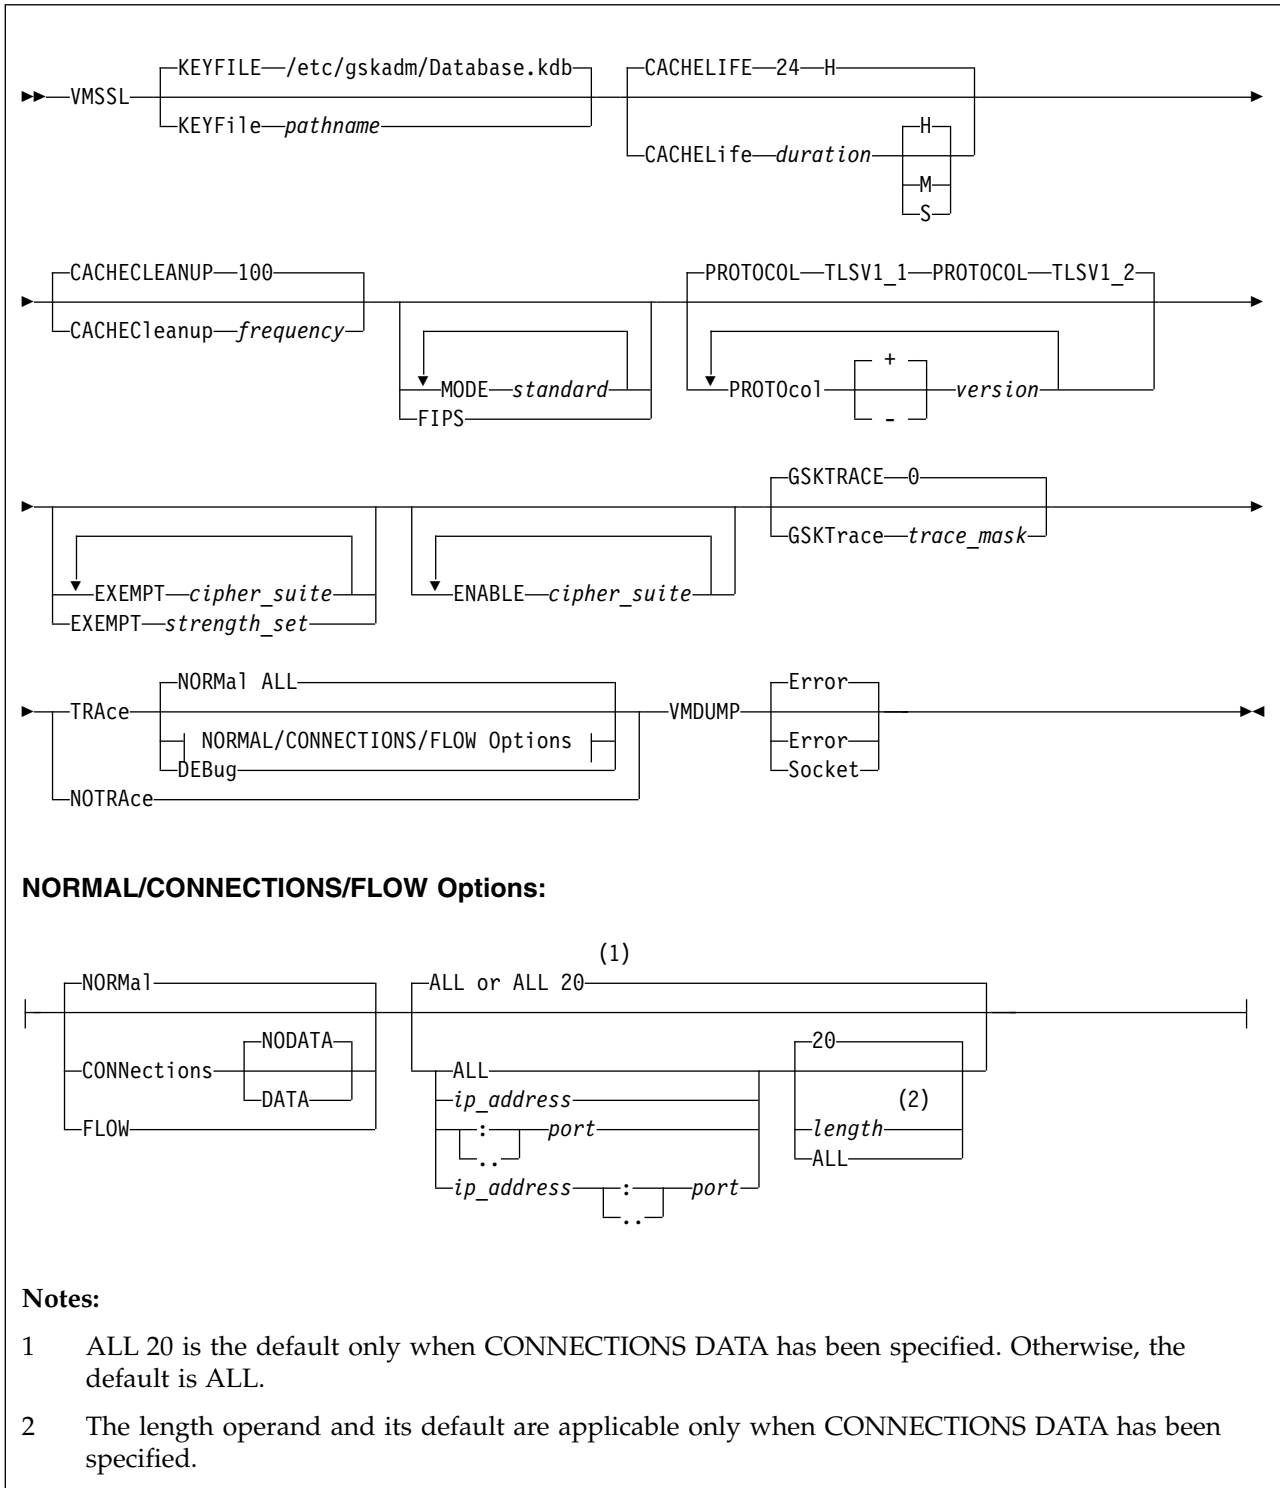 KEYFILE /etc/gskadm/Database.kdb CACHELIFE 24 H
VMSSL
KEYFile pathname H
CACHELife duration
M
S
CACHECLEANUP 100 PROTOCOL TLSV1_1 PROTOCOL TLSV1_2
CACHECleanup frequency
+
MODE standard PROTOcol version
FIPS -
GSKTRACE 0
GSKTrace trace_mask
EXEMPT cipher_suite ENABLE cipher_suite
EXEMPT strength_set
NORMal ALL Error
TRAce VMDUMP
NORMAL/CONNECTIONS/FLOW Options Error
DEBug Socket
NOTRAce
NORMAL/CONNECTIONS/FLOW Options:
(1)
NORMal ALL or ALL 20
NODATA 20
CONNections ALL
DATA ip_address (2)
FLOW : port length
.. ALL
ip_address : port
..
Notes:
1 ALL 20 is the default only when CONNECTIONS DATA has been specified. Otherwise, the
default is ALL.
2 The length operand and its default are applicable only when CONNECTIONS DATA has been
specified.